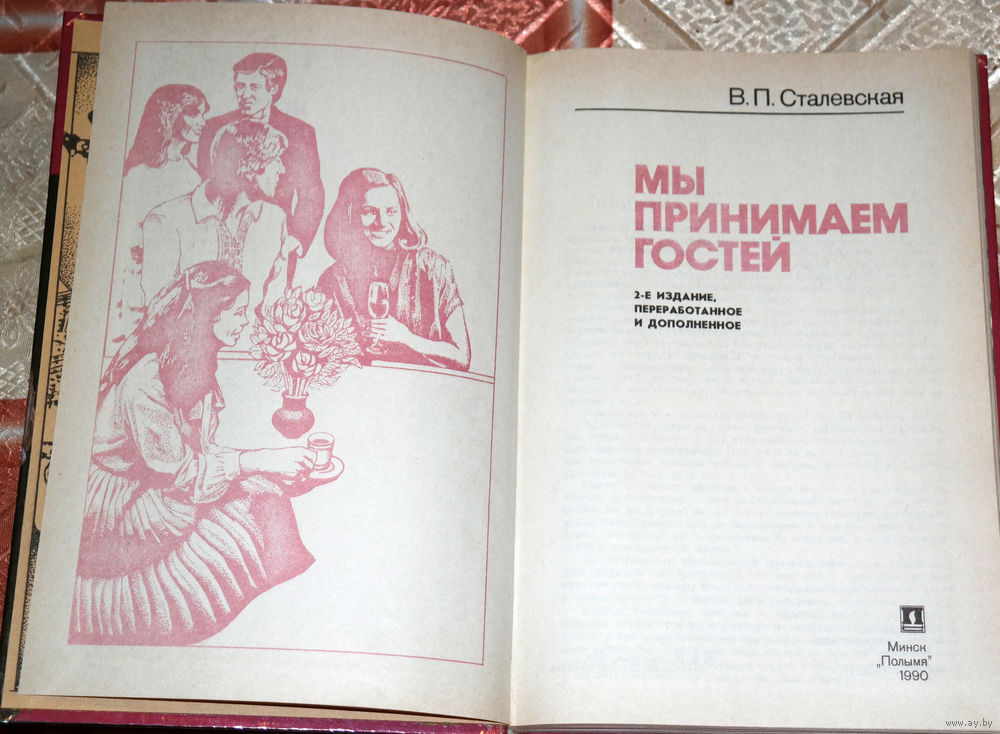 В. П. Сталевская
МЫ
ПРИНИМАЕМ
ГОСТЕЙ
2-Е ИЗДАНИЕ,
ПЕРЕРАБОТАННОЕ
И ДОПОЛНЕННОЕ
Минск
„Полымя"
1990
www.ay.by